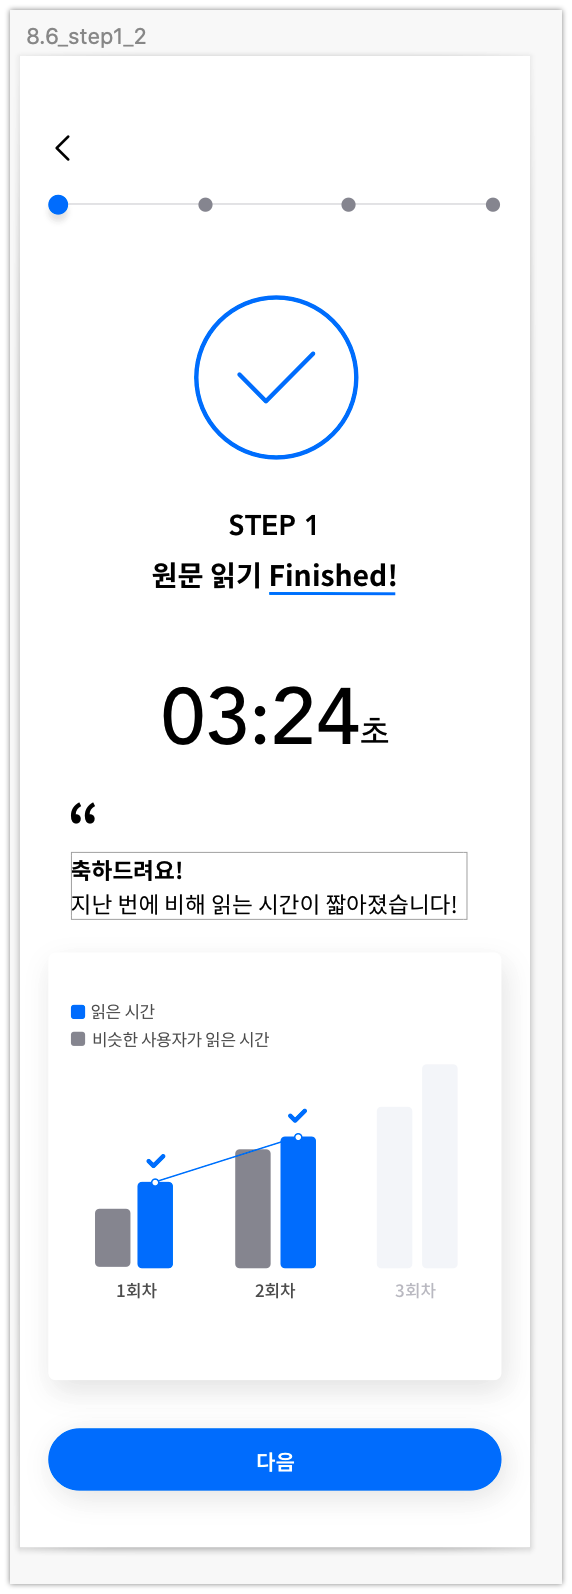 8.6_step1_2
STEP 1
원문 읽기 Finished!
03:24초
“
축하드려요!
지난 번에 비해 읽는 시간이 짧아졌습니다!
읽은 시간
비슷한 사용자가 읽은 시간
1회차
2회차
3회차
다음